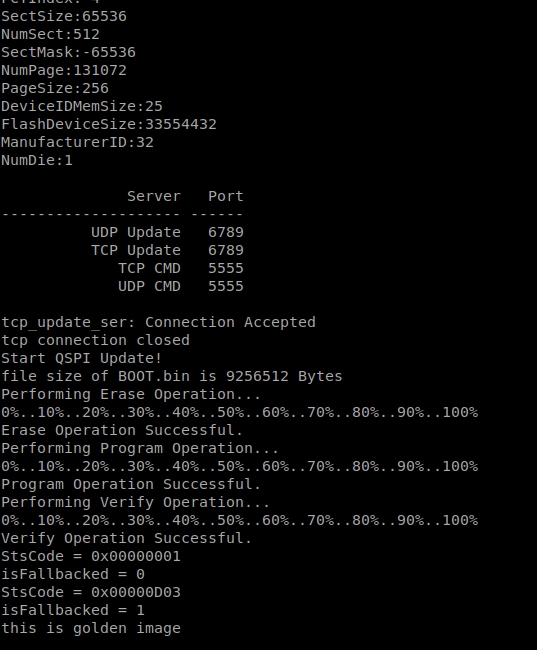 SectSize:65536
NumSect:512
SectMask:-65536
NumPage:131072
PageSize:256
DeviceIDMemSize:25
FlashDeviceSize:33554432
ManufacturerID:32
NumDie:1
Server Port
-------------------- ------
UDP Update 6789
TCP Update 6789
TCP CMD 5555
UDP CMD 5555
tcp_update_ser: Connection Accepted
tcp connection closed
Start QSPI Update!
file size of BOOT.bin is 9256512 Bytes
Performing Erase Operation...
0%..10%..20%..30%..40%..50%..60%..70%..80%..90%..100%
Erase Operation Successful.
Performing Program Operation...
0%..10%..20%..30%..40%..50%..60%..70%..80%..90%..100%
Program Operation Successful.
Performing Verify Operation...
0%..10%..20%..30%..40%..50%..60%..70%..80%..90%..100%
Verify Operation Successful.
StsCode = 0x00000001
isFallbacked = 0
StsCode = 0x00000D03
isFallbacked = 1
this is golden image